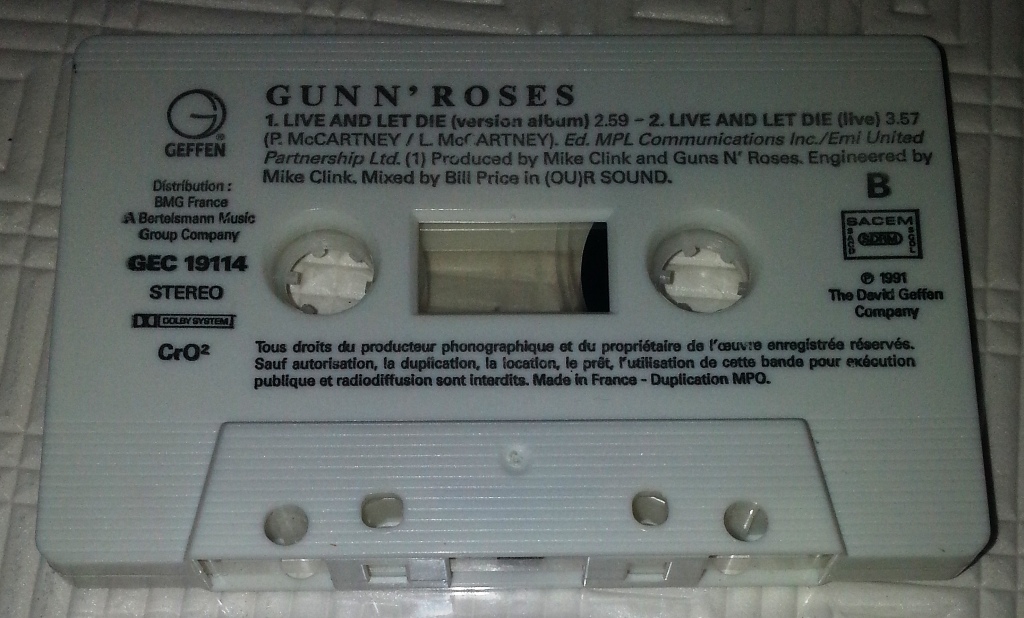 GUN N' ROSES
1. LIVE AND LET DIE (version album) 2.59 - 2. LIVE AND LET DIE (live) 3.57
(P. McCARTNEY / L. McCARTNEY). Ed. MPL Communications Inc./Emi United
Partnership Ltd. (1) Produced by Mike Clink and Guns N' Roses. Engineered by
Mike Clink. Mixed by Bill Price in (OU)R SOUND.
G
®
GEFFEN
Distribution :
BMG France
A Bertelsmann Music
Group Company
GEC 19114
STEREO
DOLBY SYSTEM
CrO²
B
SACEM
SACD
SDRM
SGDL
℗ 1991
The David Geffen
Company
Tous droits du producteur phonographique et du propriétaire de l'œuvre enregistrée réservés.
Sauf autorisation, la duplication, la location, le prêt, l'utilisation de cette bande pour exécution
publique et radiodiffusion sont interdits. Made in France - Duplication MPO.